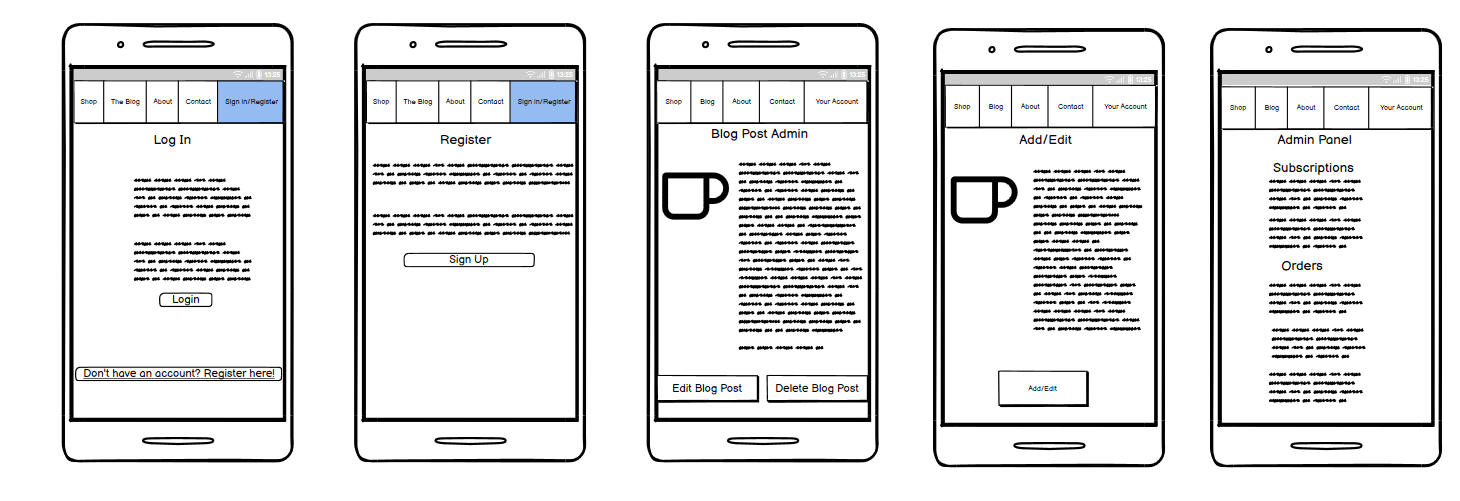 13:25
Shop The Blog About Contact Sign in/Register
Log In
Login
Don't have an account? Register here!
13:25
Shop The Blog About Contact Sign in/Register
Register
Sign Up
13:25
Shop Blog About Contact Your Account
Blog Post Admin
Edit Blog Post Delete Blog Post
13:25
Shop Blog About Contact Your Account
Add/Edit
Add/Edit
13:25
Shop Blog About Contact Your Account
Admin Panel
Subscriptions
Orders